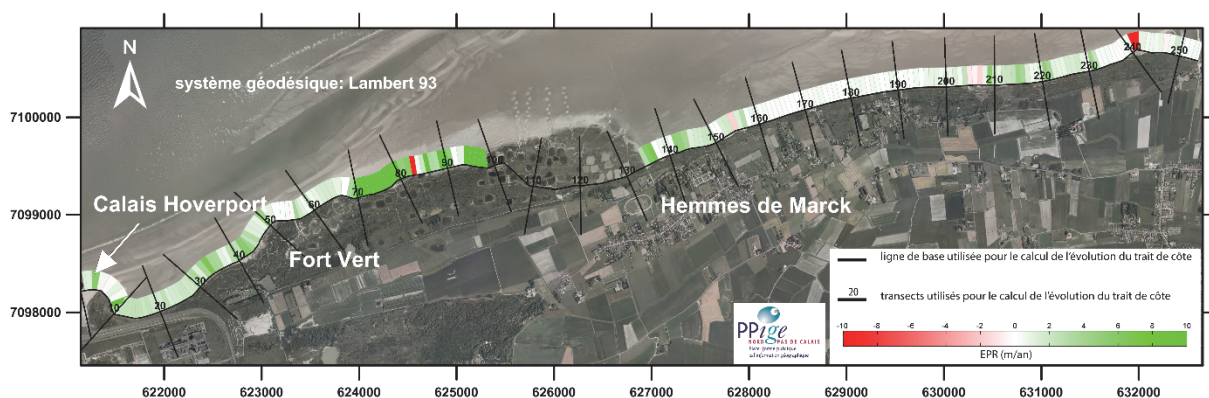 N
système géodésique: Lambert 93
7100000
7099000
7098000
Calais Hoverport
Fort Vert
Hemmes de Marck
10
20
30
40
50
60
70
80
90
100
110
120
130
140
150
160
170
180
190
200
210
220
230
240
250
ligne de base utilisée pour le calcul de l'évolution du trait de côte
20
transects utilisés pour le calcul de l'évolution du trait de côte
-10 -8 -6 -4 -2 0 2 4 6 8 10
EPR (m/an)
PPige
NORD PAS DE CALAIS
622000 623000 624000 625000 626000 627000 628000 629000 630000 631000 632000